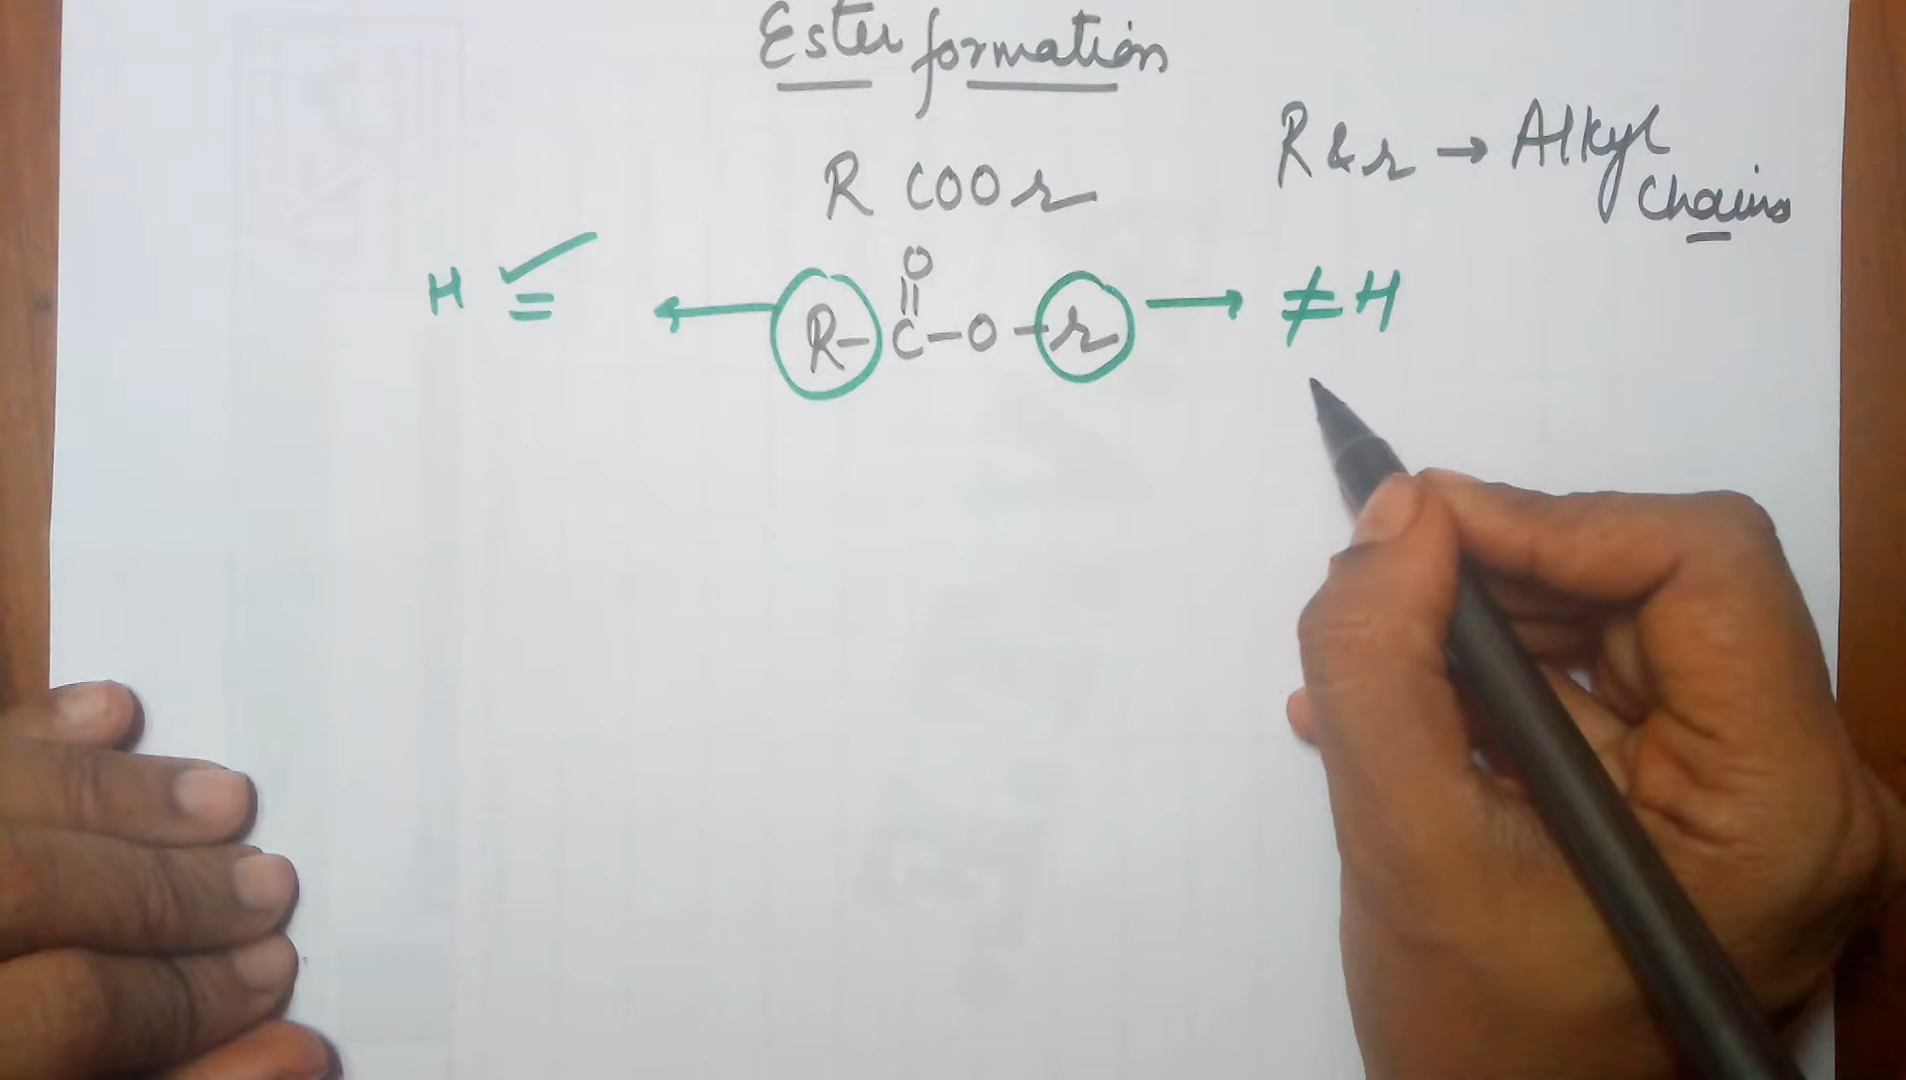 Ester formation
R COO r
R & r → Alkyl
Chains
O
||
H = ✓ ← R-C-O-r → ≠ H